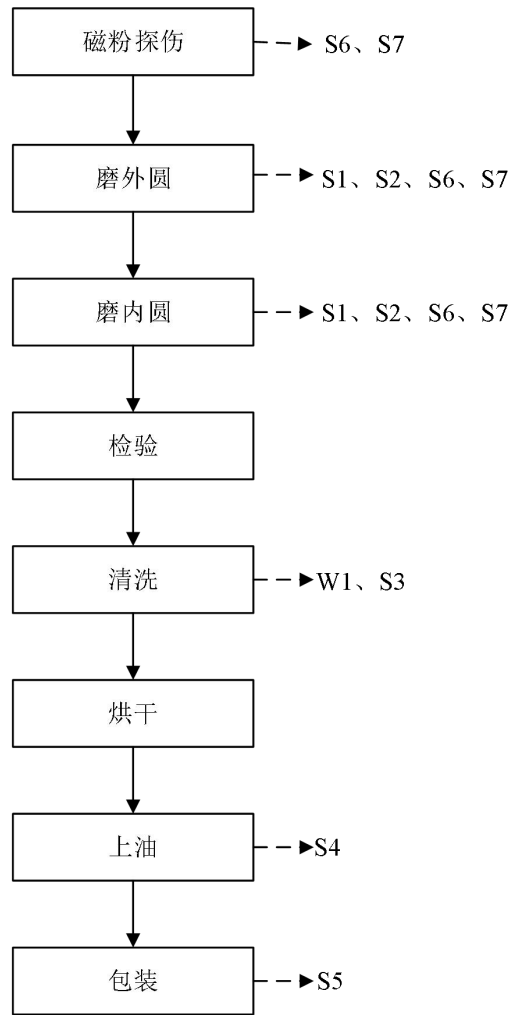 磁粉探伤
S6、S7
磨外圆
S1、S2、S6、S7
磨内圆
S1、S2、S6、S7
检验
清洗
W1、S3
烘干
上油
S4
包装
S5